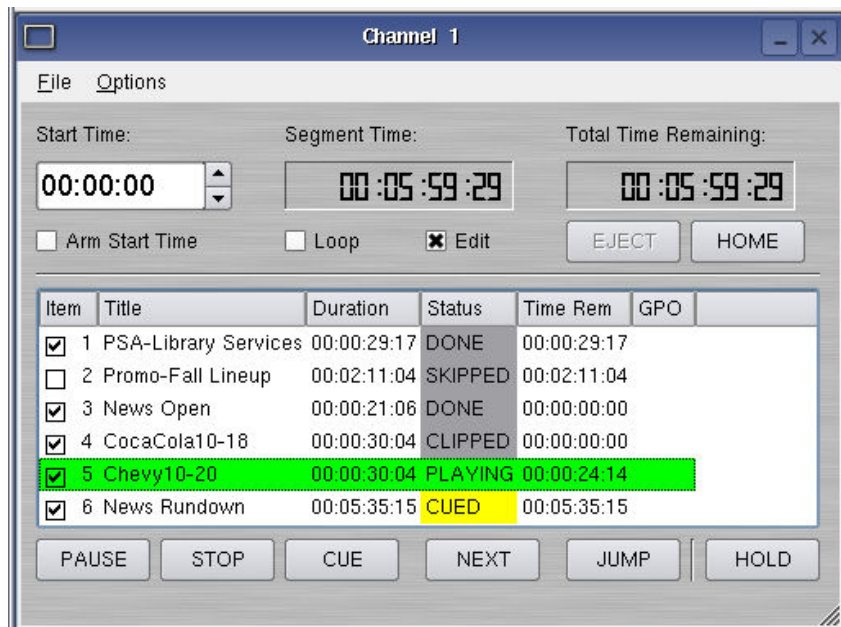 Channel 1
File Options
Start Time: Segment Time: Total Time Remaining:
00:00:00 00:05:59:29 00:05:59:29
Arm Start Time Loop Edit EJECT HOME
Item Title Duration Status Time Rem GPO
1 PSA-Library Services 00:00:29:17 DONE 00:00:29:17
2 Promo-Fall Lineup 00:02:11:04 SKIPPED 00:02:11:04
3 News Open 00:00:21:06 DONE 00:00:00:00
4 CocaCola10-18 00:00:30:04 CLIPPED 00:00:00:00
5 Chevy10-20 00:00:30:04 PLAYING 00:00:24:14
6 News Rundown 00:05:35:15 CUED 00:05:35:15
PAUSE STOP CUE NEXT JUMP HOLD